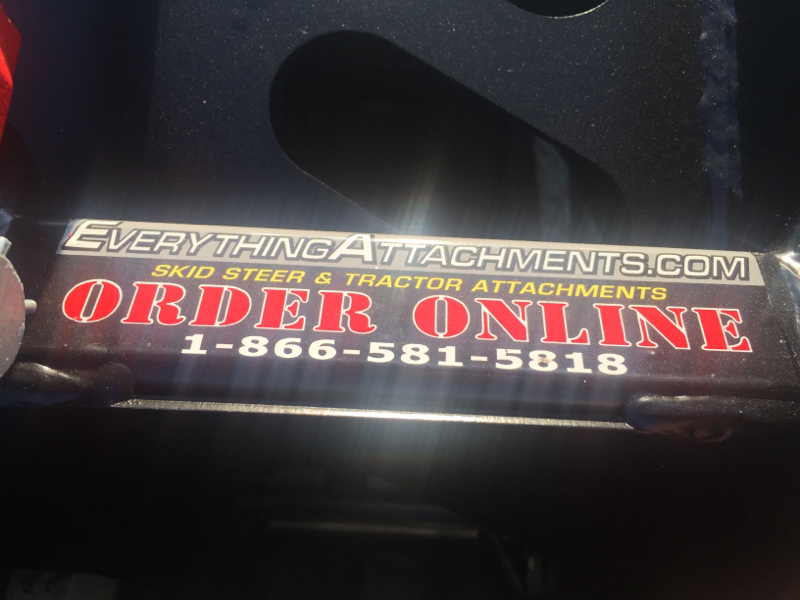 EVERYTHINGATTACHMENTS.COM
SKID STEER & TRACTOR ATTACHMENTS
ORDER ONLINE
1-866-581-5818